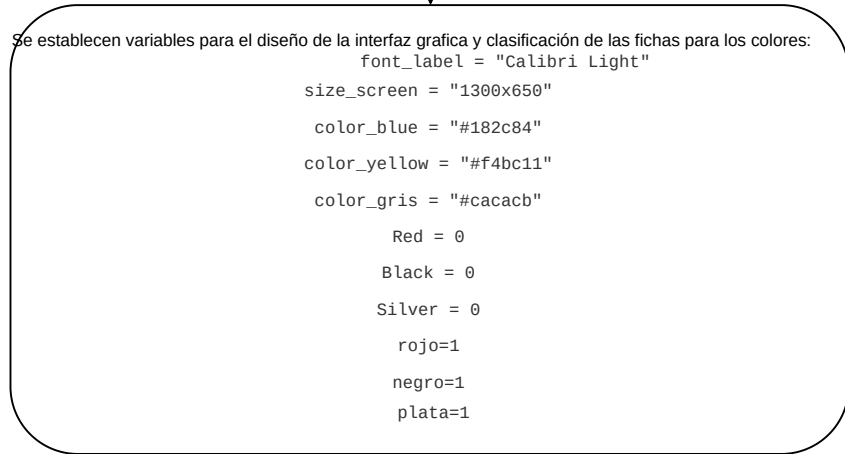 Se establecen variables para el diseño de la interfaz grafica y clasificación de las fichas para los colores:
font_label = "Calibri Light"
size_screen = "1300x650"
color_blue = "#182c84"
color_yellow = "#f4bc11"
color_gris = "#cacacb"
Red = 0
Black = 0
Silver = 0
rojo=1
negro=1
plata=1